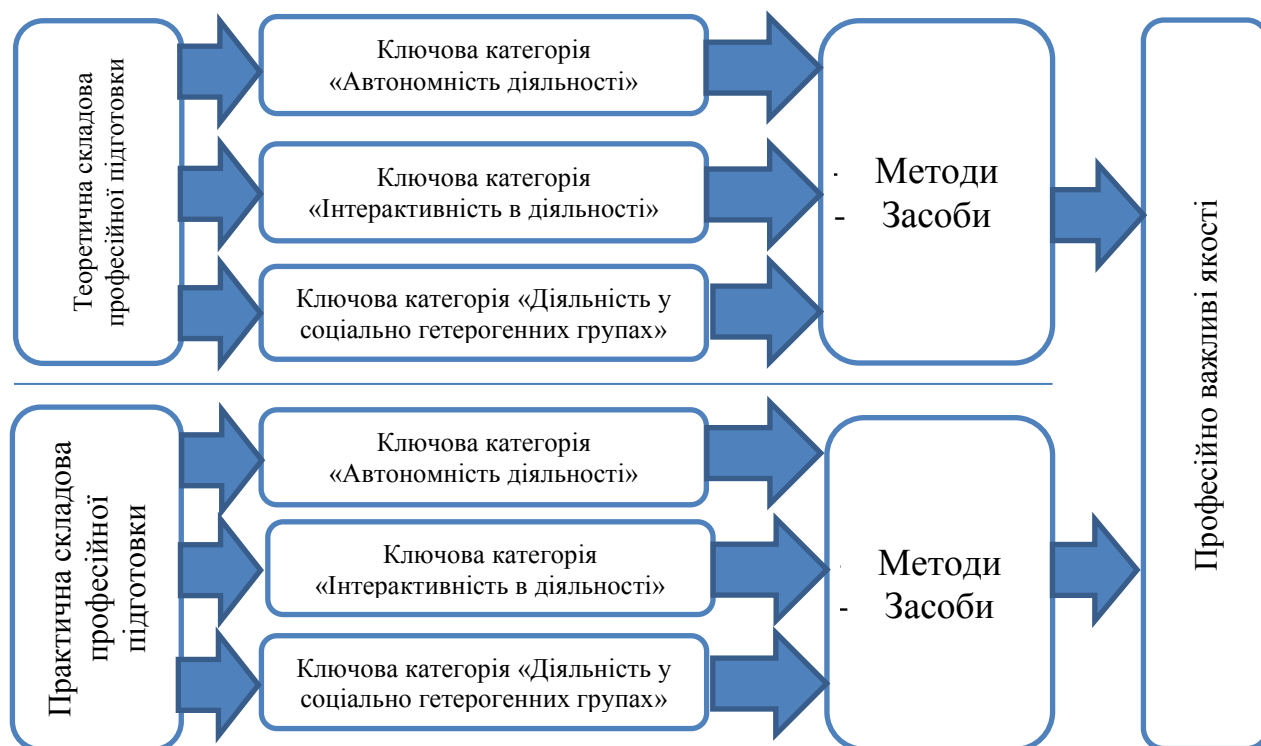 Теоретична складова
професійної підготовки
Ключова категорія
«Автономність діяльності»
Ключова категорія
«Інтерактивність в діяльності»
Ключова категорія «Діяльність у
соціально гетерогенних групах»
Методи
- Засоби
Практична складова
професійної
підготовки
Ключова категорія
«Автономність діяльності»
Ключова категорія
«Інтерактивність в діяльності»
Ключова категорія «Діяльність у
соціально гетерогенних групах»
Методи
- Засоби
Професійно важливі якості